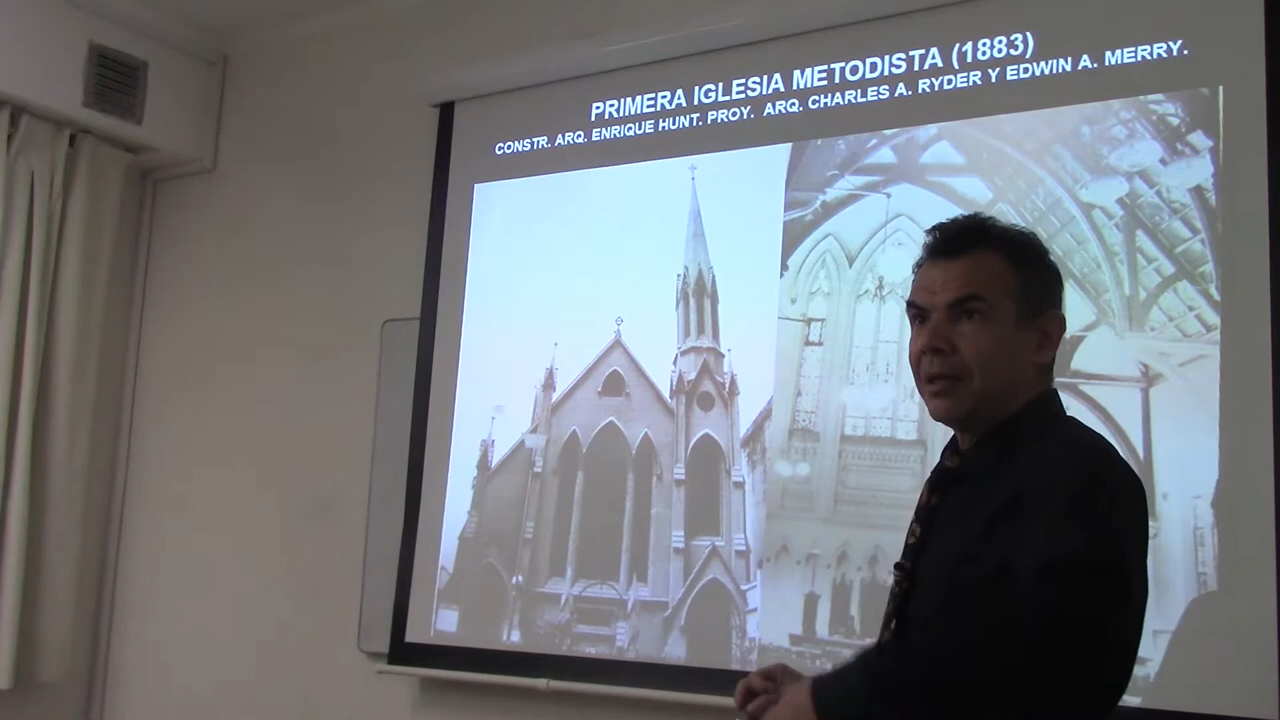 PRIMERA IGLESIA METODISTA (1883)
CONSTR. ARQ. ENRIQUE HUNT. PROY. ARQ. CHARLES A. RYDER Y EDWIN A. MERRY.